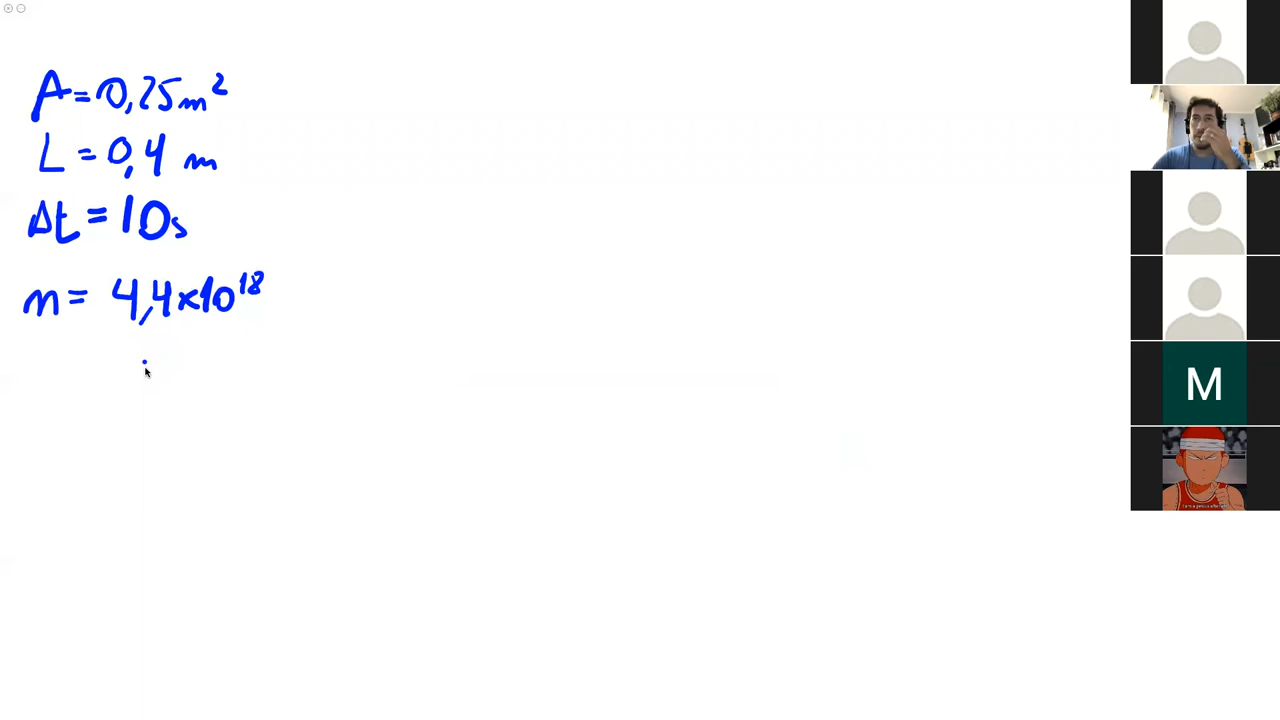 A = 0,25 m²
L = 0,4 m
Δt = 10s
n = 4,4 × 10¹⁸
M